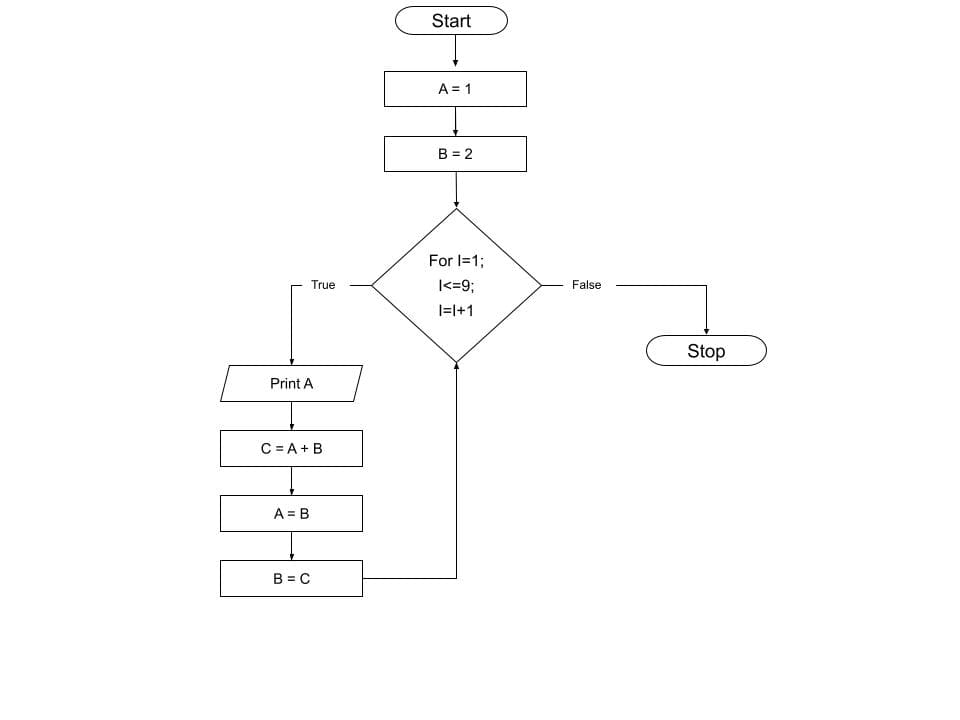 Start
A = 1
B = 2
For I=1;
I<=9;
I=I+1
True
False
Stop
Print A
C = A + B
A = B
B = C